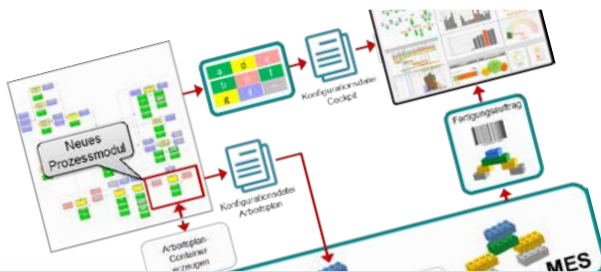 a d e
b
g f
Konfigurationsdatei
Cockpit
Neues
Prozessmodul
Konfigurationsdatei
Arbeitsplan
Fertigungsauftrag
Arbeitsplan-
Container
erzeugen
MES